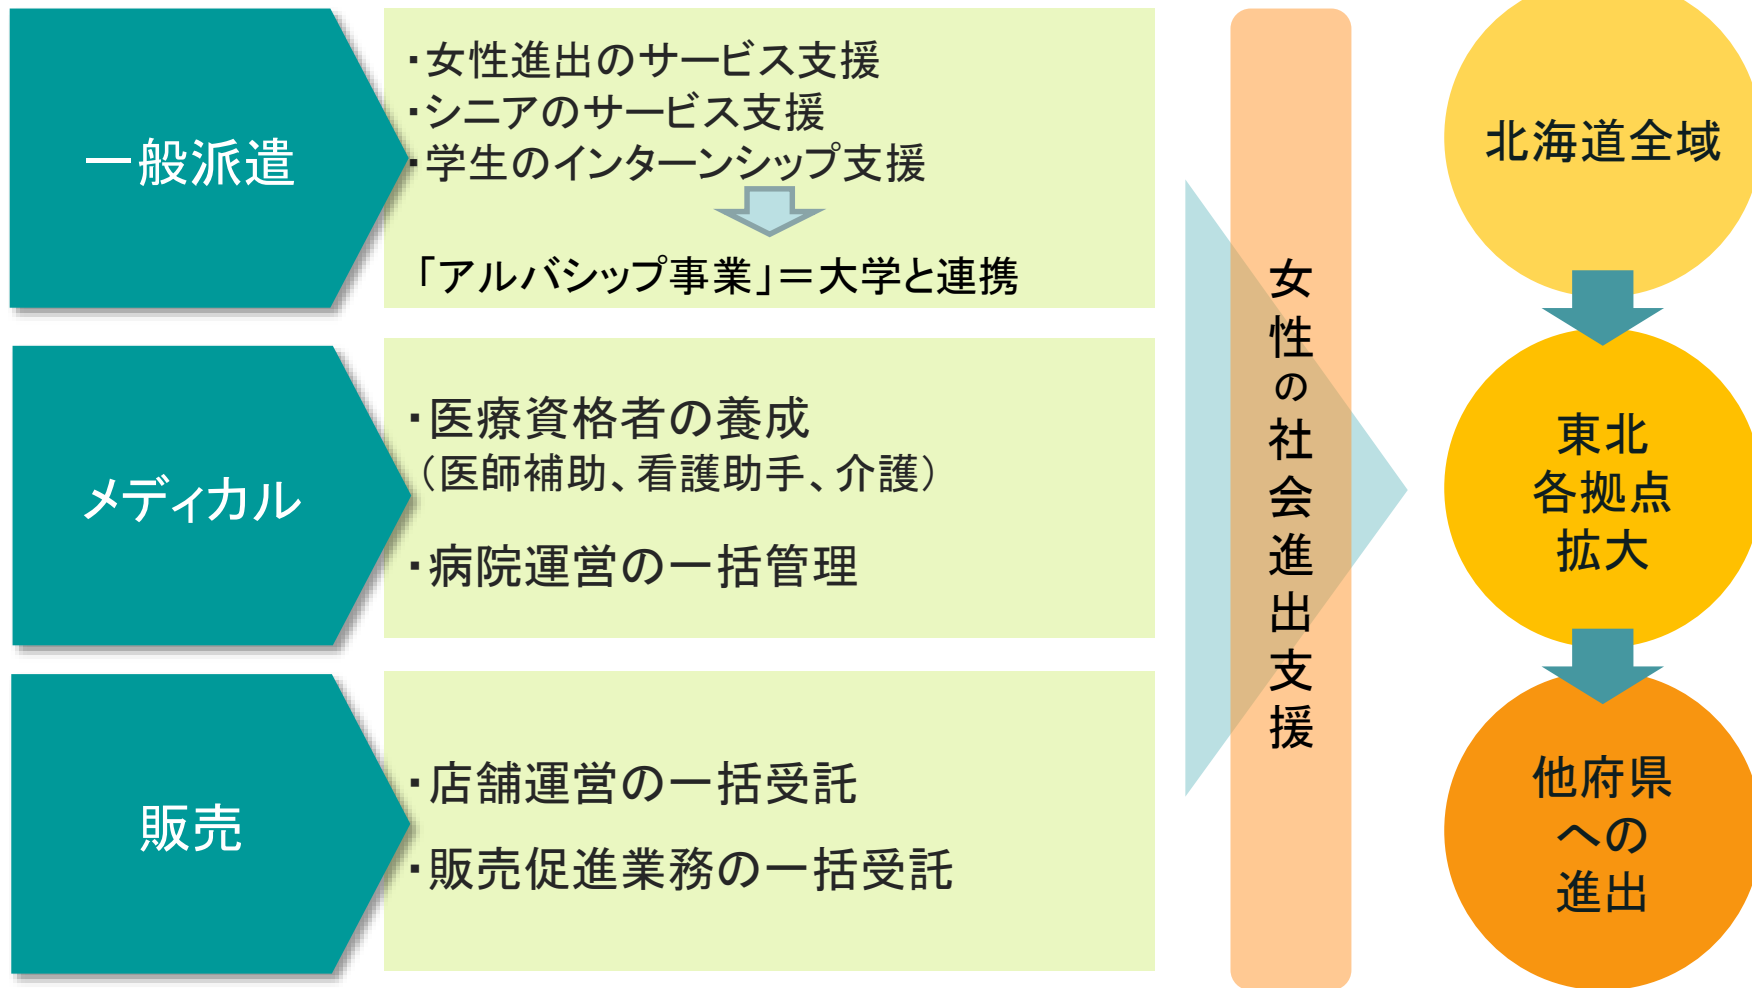 一般派遣
・女性進出のサービス支援
・シニアのサービス支援
・学生のインターンシップ支援
「アルバシップ事業」＝大学と連携
メディカル
・医療資格者の養成
（医師補助、看護助手、介護）
・病院運営の一括管理
販売
・店舗運営の一括受託
・販売促進業務の一括受託
女性の社会進出支援
北海道全域
東北
各拠点
拡大
他府県
への
進出